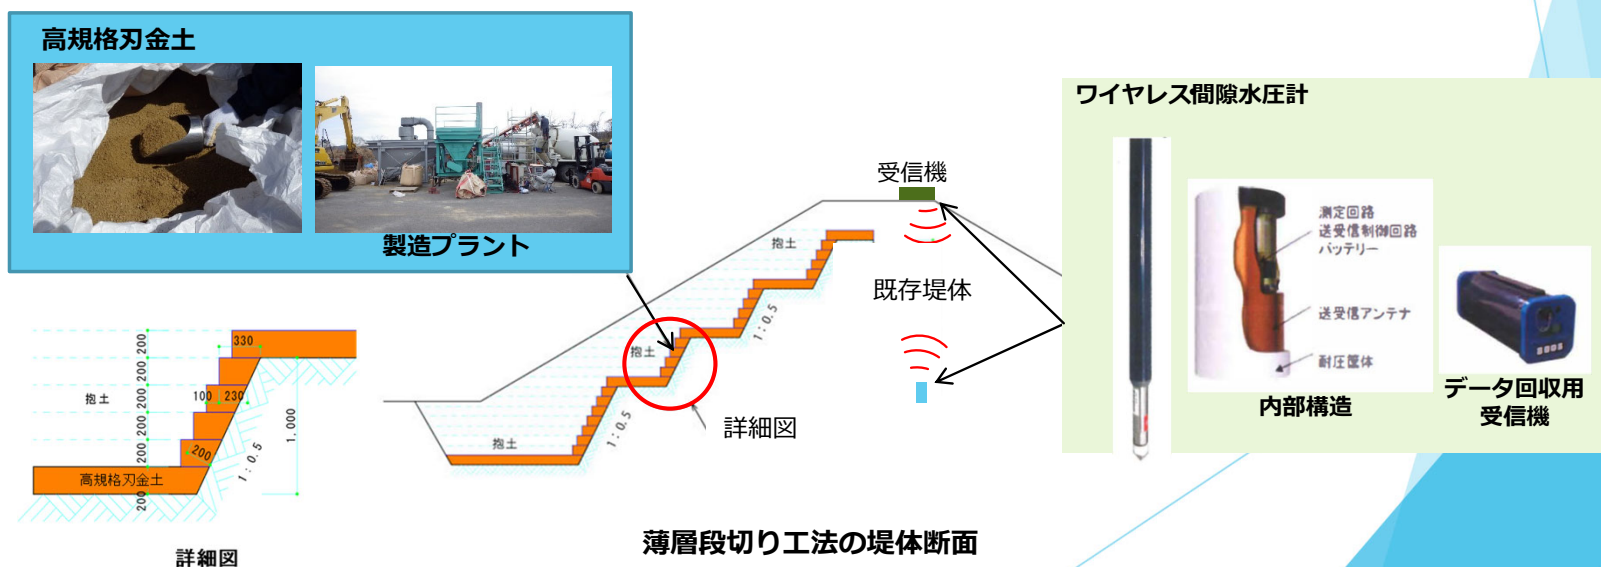 高規格刃金土
製造プラント
ワイヤレス間隙水圧計
測定回路
送受信制御回路
バッテリー
送受信アンテナ
耐圧筐体
内部構造
データ回収用
受信機
受信機
既存堤体
抱土
抱土
抱土
1：0.5
1：0.5
詳細図
薄層段切り工法の堤体断面
330
200
200
200
200
200
200
100
230
200
抱土
1,000
1：0.5
高規格刃金土
詳細図